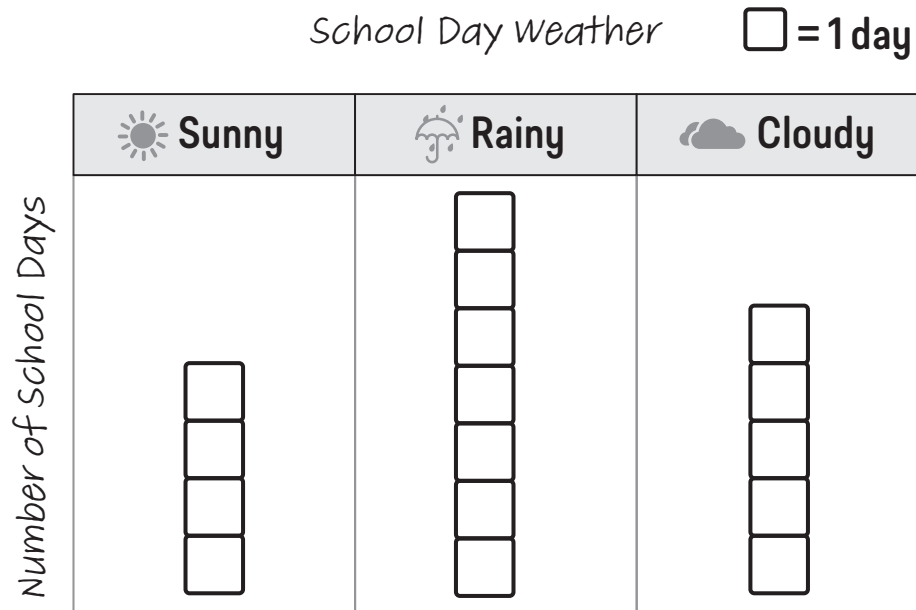 School Day Weather
= 1 day
Sunny
Rainy
Cloudy
Number of School Days